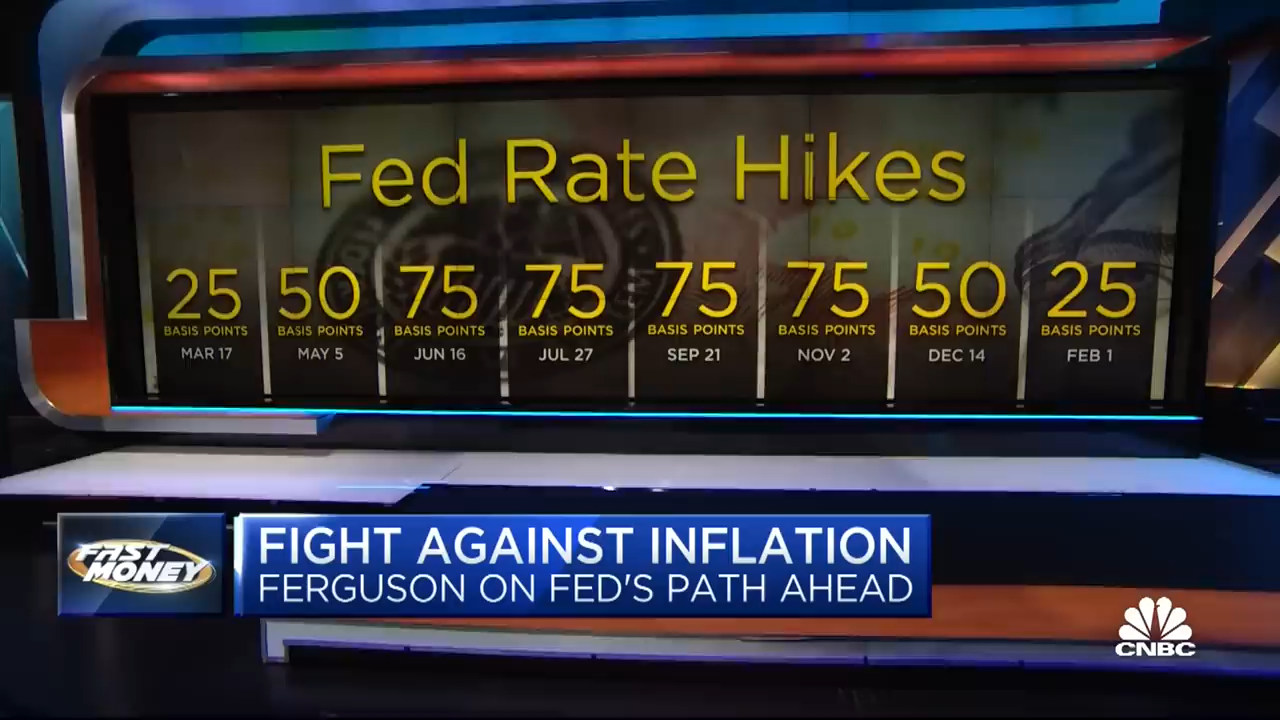 Fed Rate Hikes
25 50 75 75 75 75 50 25
BASIS POINTS BASIS POINTS BASIS POINTS BASIS POINTS BASIS POINTS BASIS POINTS BASIS POINTS BASIS POINTS
MAR 17 MAY 5 JUN 16 JUL 27 SEP 21 NOV 2 DEC 14 FEB 1
FAST MONEY
FIGHT AGAINST INFLATION
FERGUSON ON FED'S PATH AHEAD
CNBC